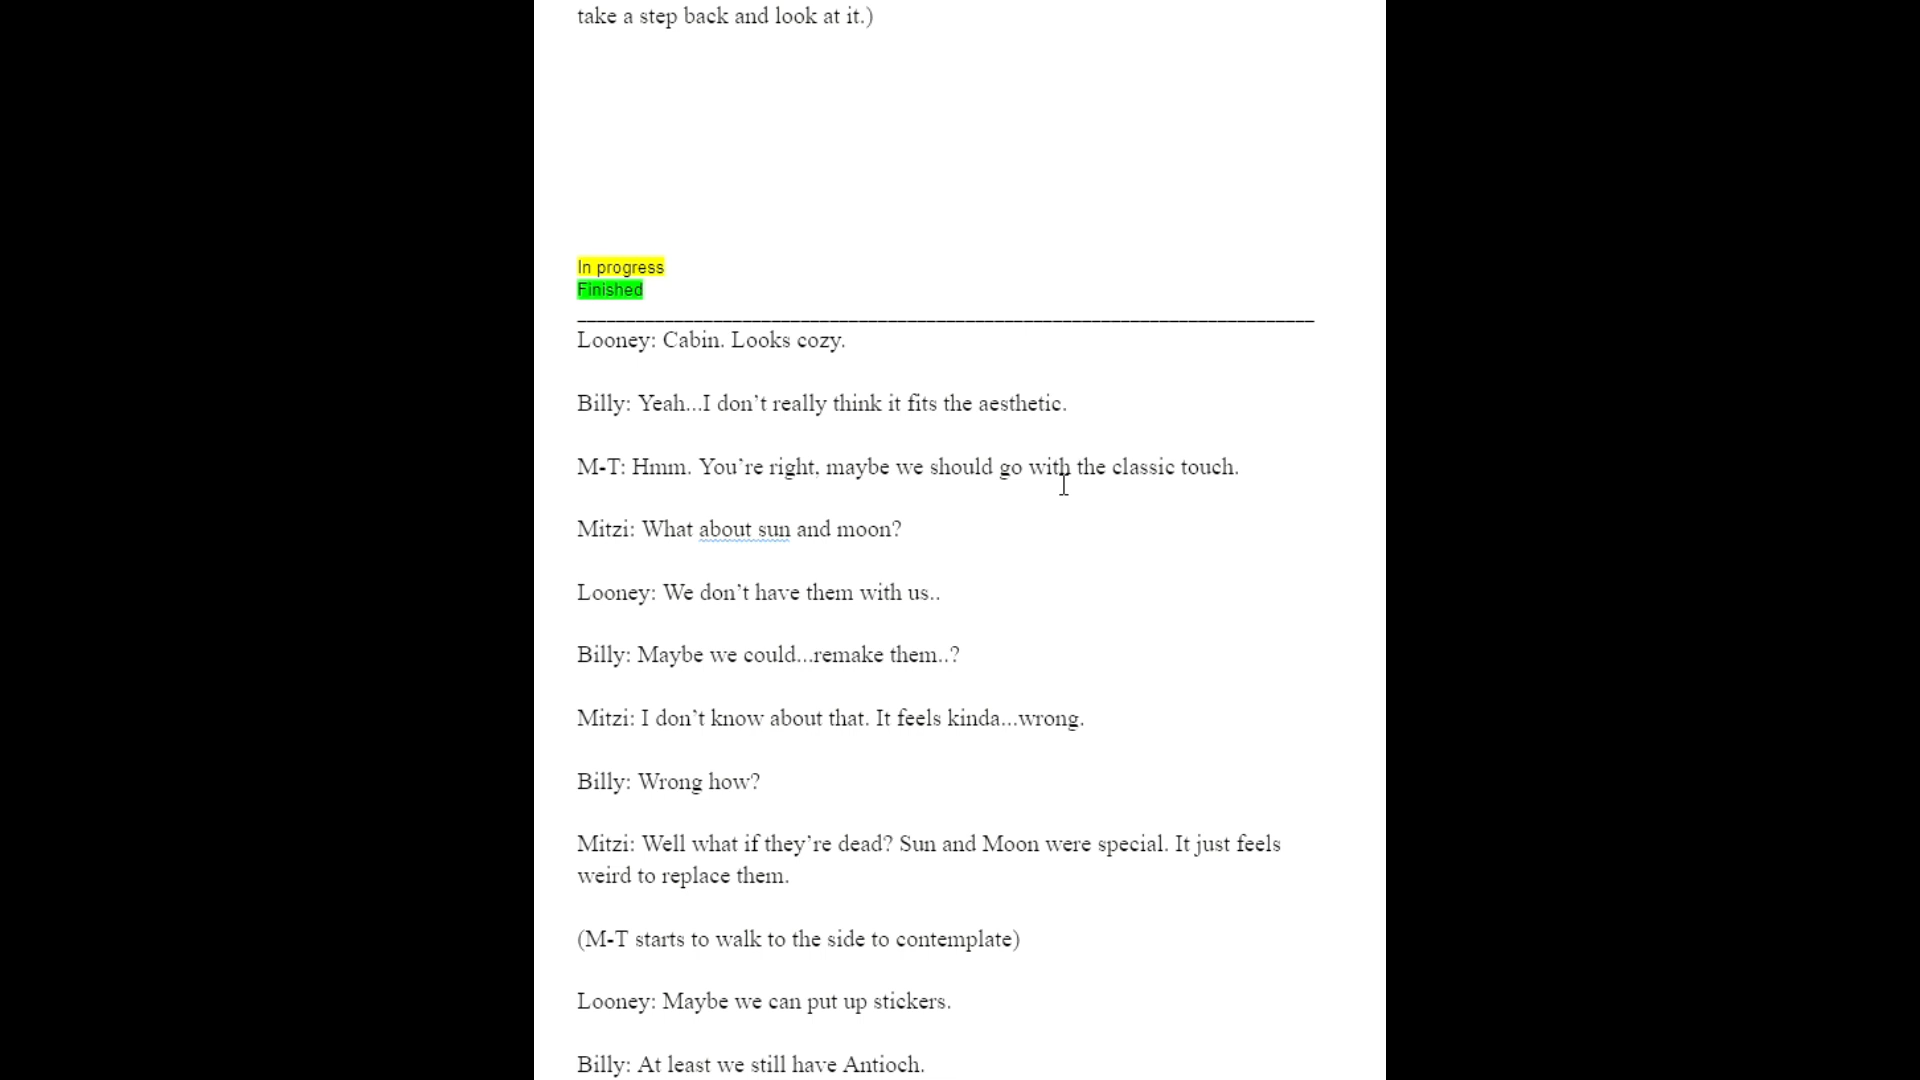 take a step back and look at it.)
In progress
Finished
Looney: Cabin. Looks cozy.
Billy: Yeah...I don’t really think it fits the aesthetic.
M-T: Hmm. You’re right, maybe we should go with the classic touch.
Mitzi: What about sun and moon?
Looney: We don’t have them with us..
Billy: Maybe we could...remake them..?
Mitzi: I don’t know about that. It feels kinda...wrong.
Billy: Wrong how?
Mitzi: Well what if they’re dead? Sun and Moon were special. It just feels
weird to replace them.
(M-T starts to walk to the side to contemplate)
Looney: Maybe we can put up stickers.
Billy: At least we still have Antioch.